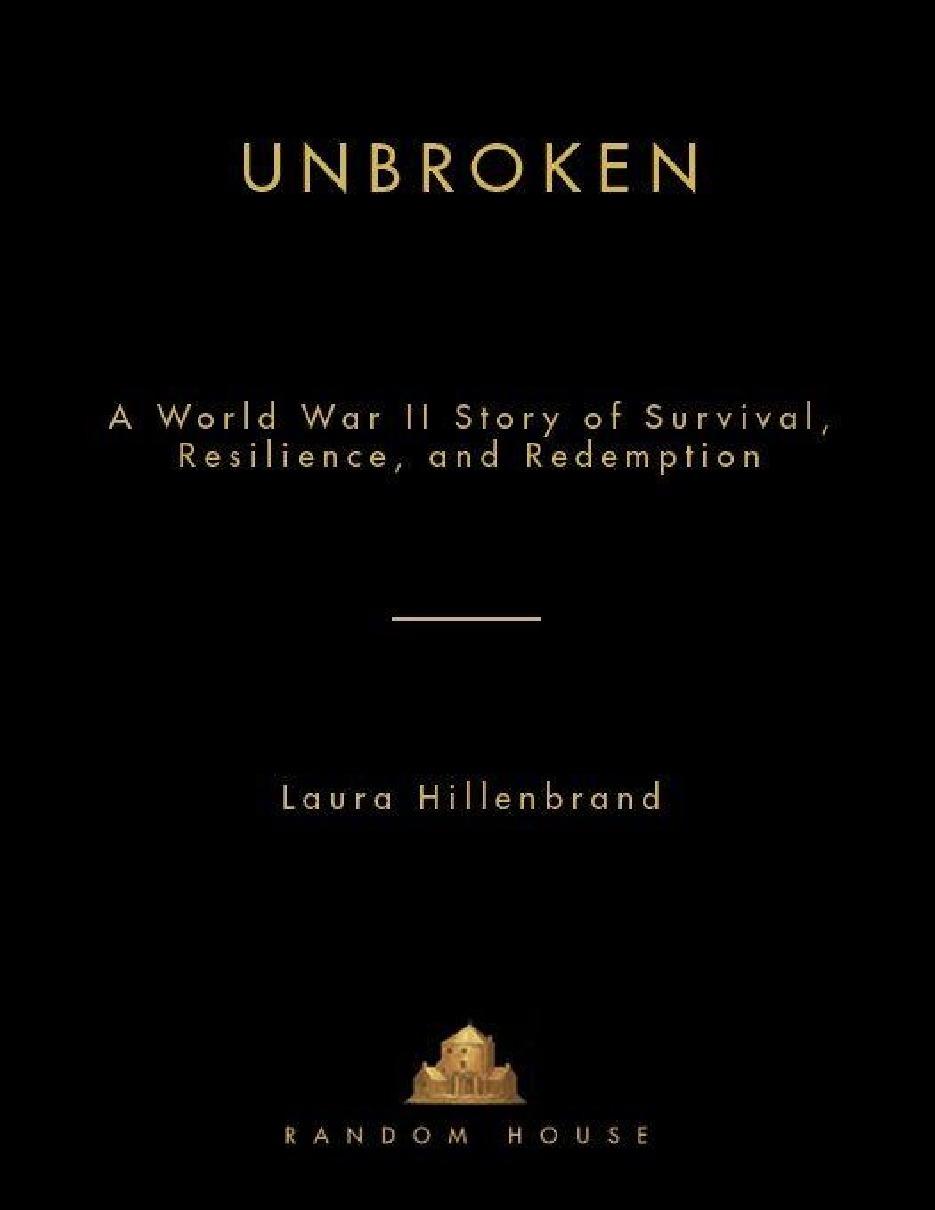 UNBROKEN
A World War II Story of Survival,
Resilience, and Redemption
Laura Hillenbrand
RANDOM HOUSE